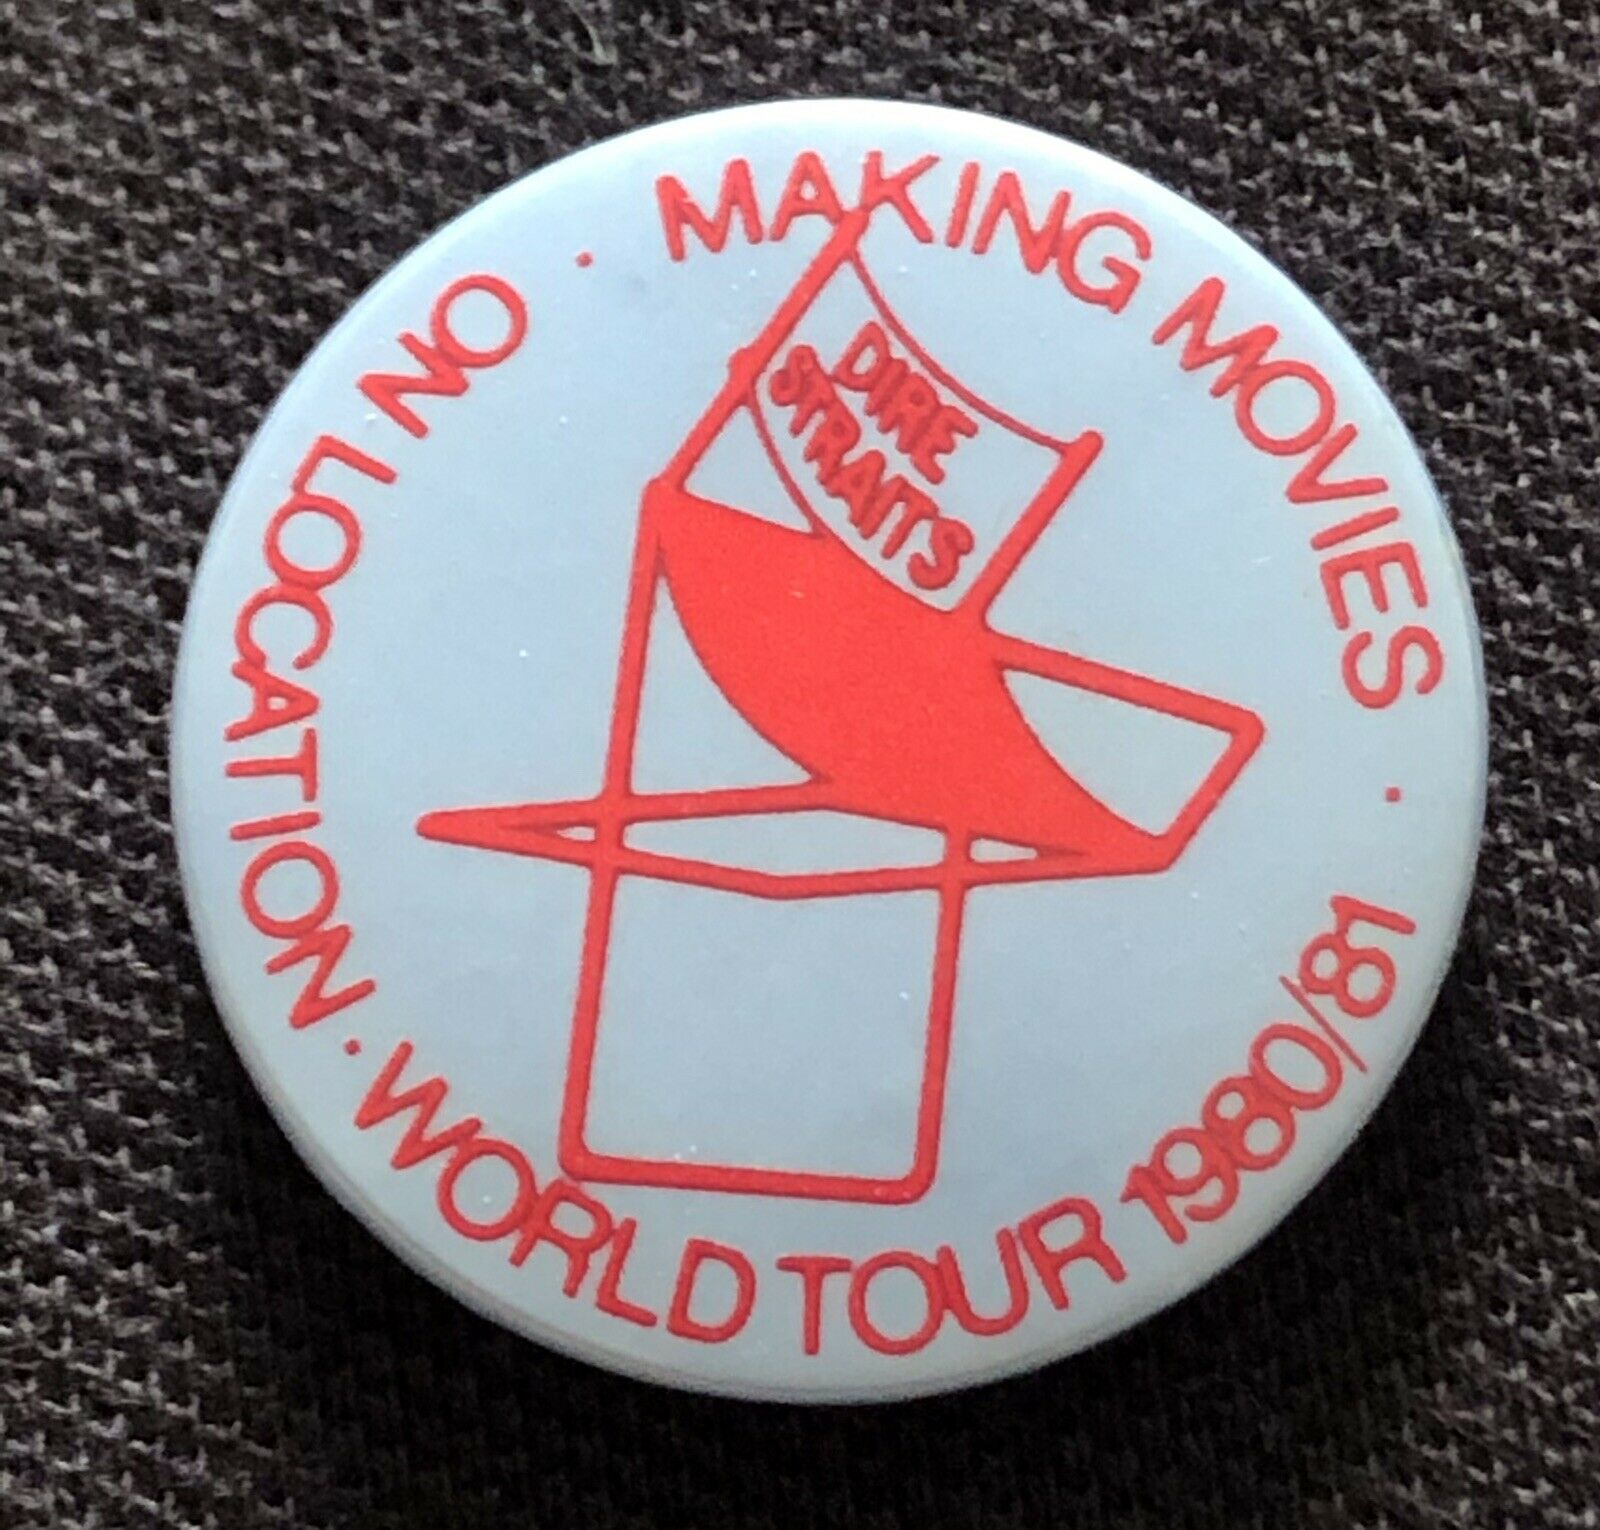 ON LOCATION · MAKING MOVIES ·
DIRE
STRAITS
· WORLD TOUR 1980/81